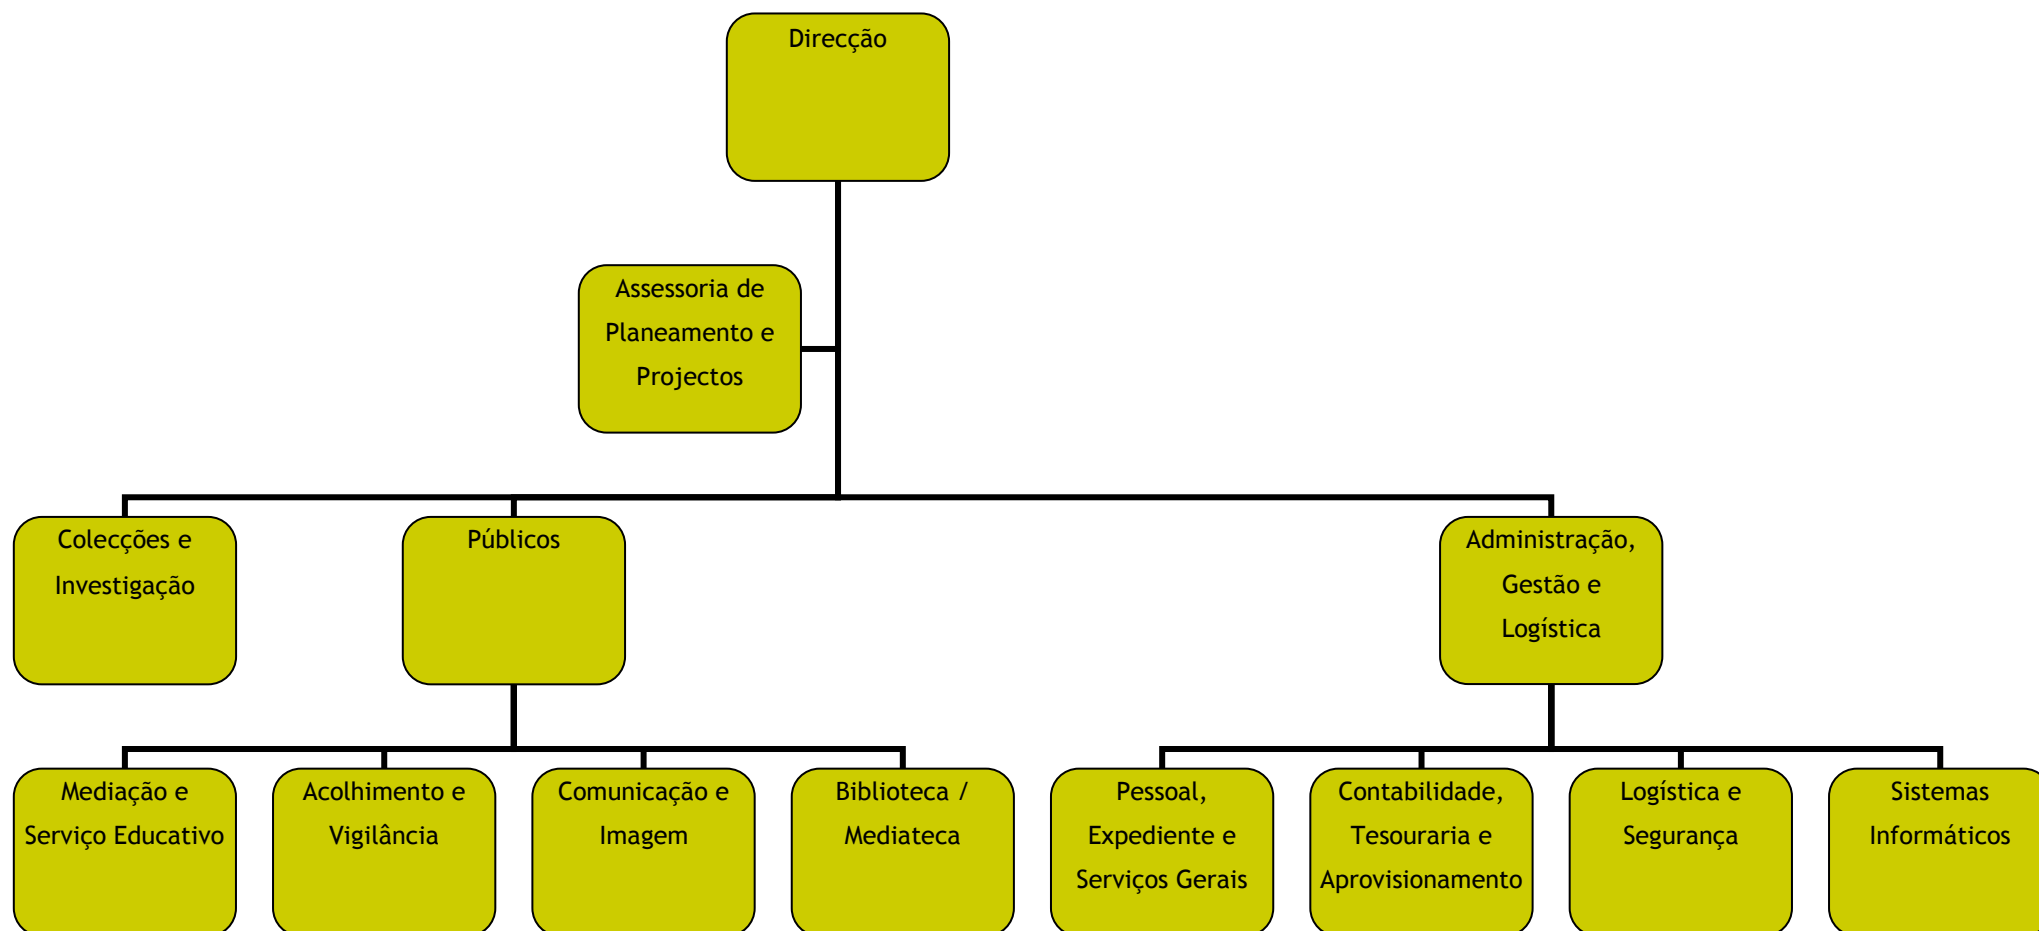 Direcção
Assessoria de
Planeamento e
Projectos
Colecções e
Investigação
Públicos
Administração,
Gestão e
Logística
Mediação e
Serviço Educativo
Acolhimento e
Vigilância
Comunicação e
Imagem
Biblioteca /
Mediateca
Pessoal,
Expediente e
Serviços Gerais
Contabilidade,
Tesouraria e
Aprovisionamento
Logística e
Segurança
Sistemas
Informáticos